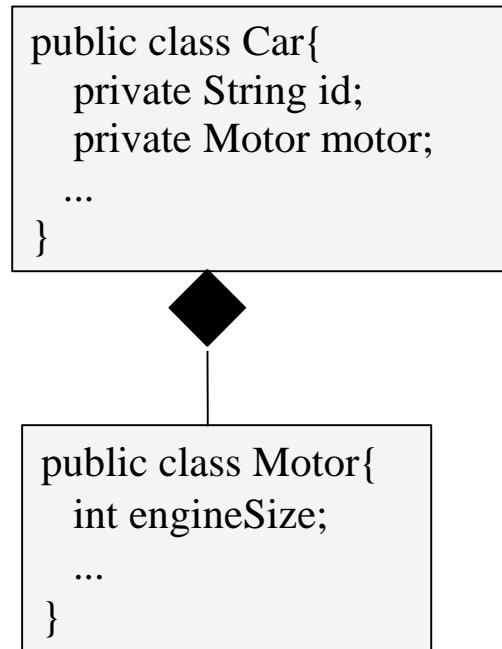 public class Car{
private String id;
private Motor motor;
...
}
public class Motor{
int engineSize;
...
}